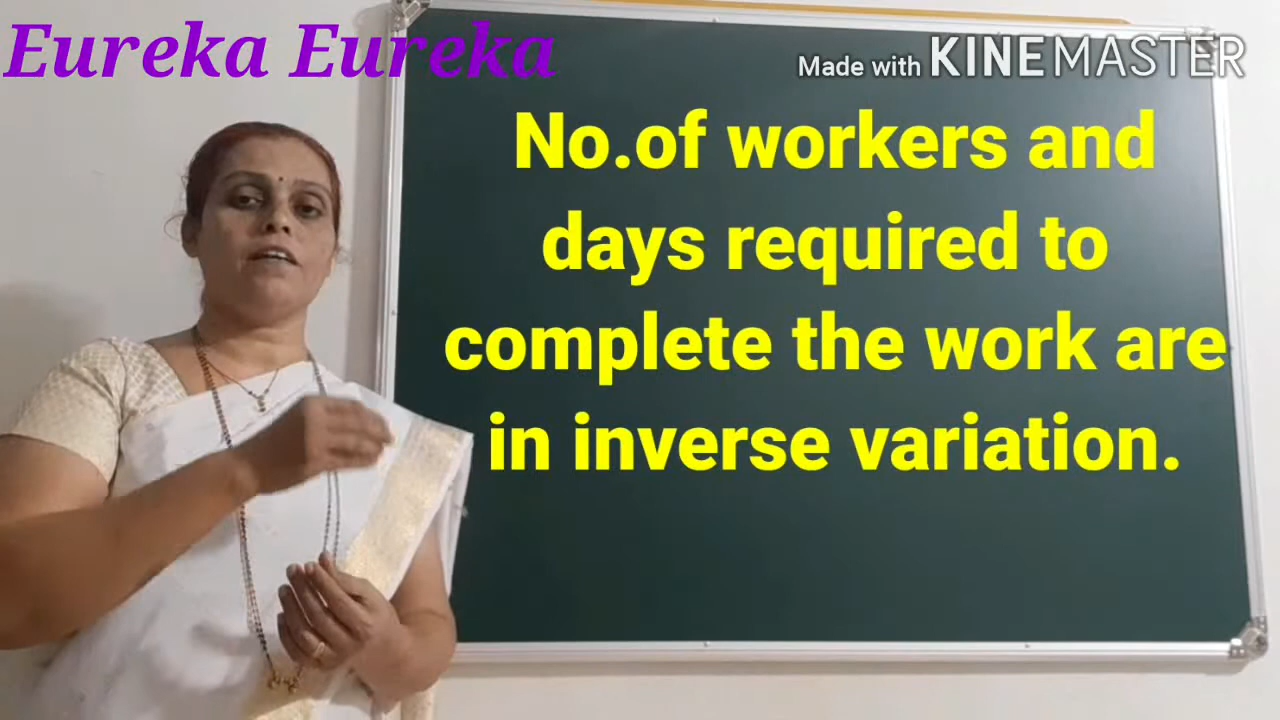 Eureka Eureka
Made with KINEMASTER
No.of workers and
days required to
complete the work are
in inverse variation.